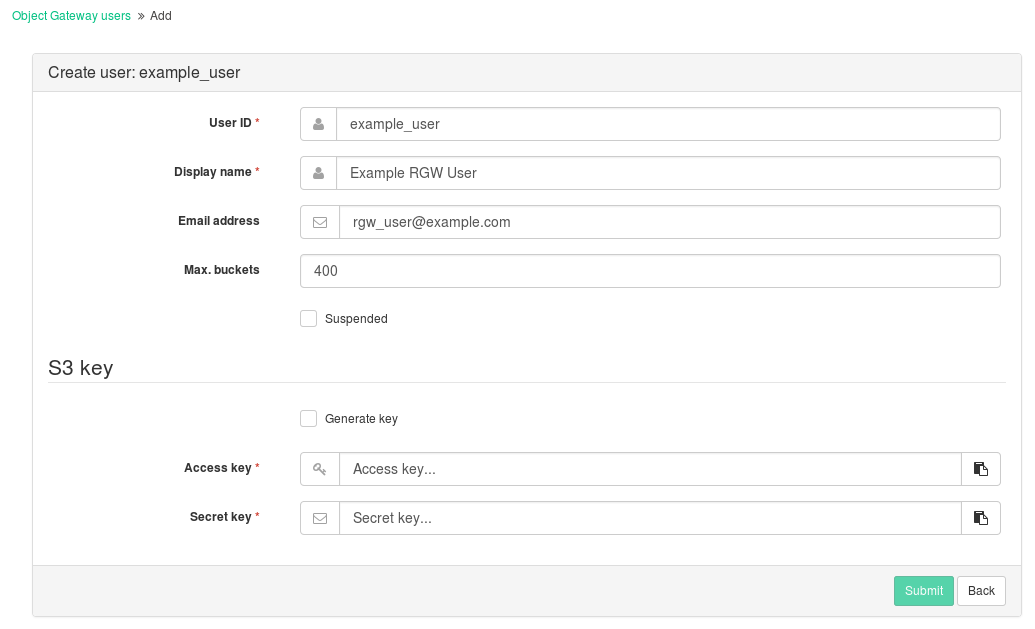 Object Gateway users » Add
Create user: example_user
User ID * example_user
Display name * Example RGW User
Email address rgw_user@example.com
Max. buckets 400
Suspended
S3 key
Generate key
Access key * Access key...
Secret key * Secret key...
Submit Back